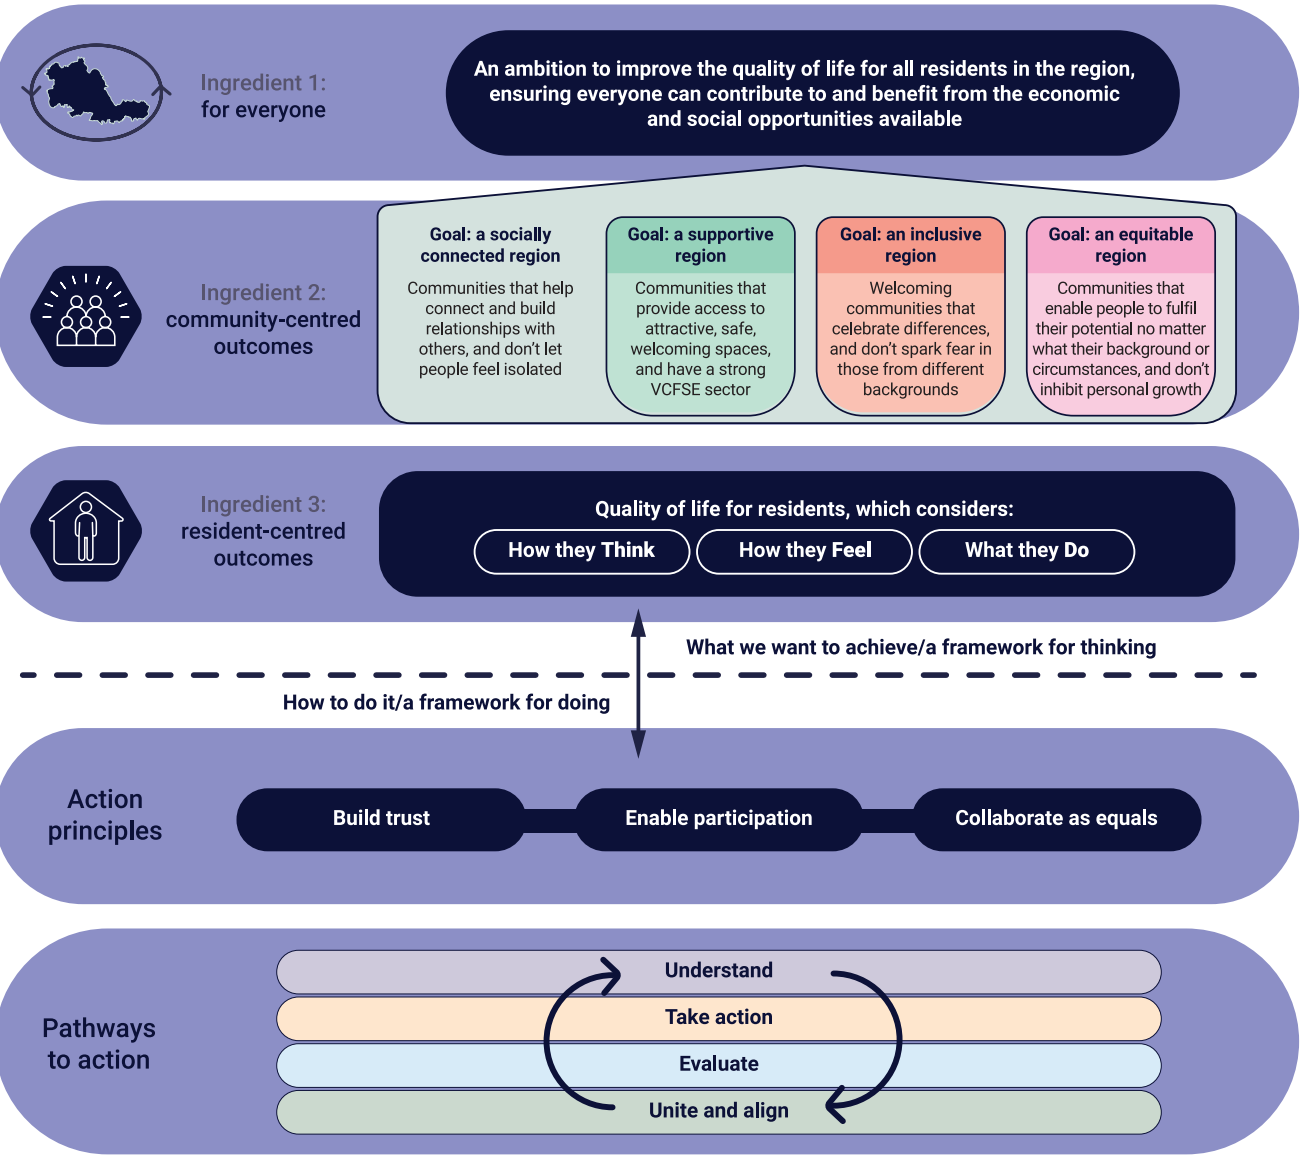 Ingredient 1:
for everyone
An ambition to improve the quality of life for all residents in the region,
ensuring everyone can contribute to and benefit from the economic
and social opportunities available
Ingredient 2:
community-centred
outcomes
Goal: a socially
connected region
Communities that help
connect and build
relationships with
others, and don't let
people feel isolated
Goal: a supportive
region
Communities that
provide access to
attractive, safe,
welcoming spaces,
and have a strong
VCFSE sector
Goal: an inclusive
region
Welcoming
communities that
celebrate differences,
and don't spark fear in
those from different
backgrounds
Goal: an equitable
region
Communities that
enable people to fulfil
their potential no matter
what their background or
circumstances, and don't
inhibit personal growth
Ingredient 3:
resident-centred
outcomes
Quality of life for residents, which considers:
How they Think
How they Feel
What they Do
What we want to achieve/a framework for thinking
How to do it/a framework for doing
Action
principles
Build trust
Enable participation
Collaborate as equals
Pathways
to action
Understand
Take action
Evaluate
Unite and align